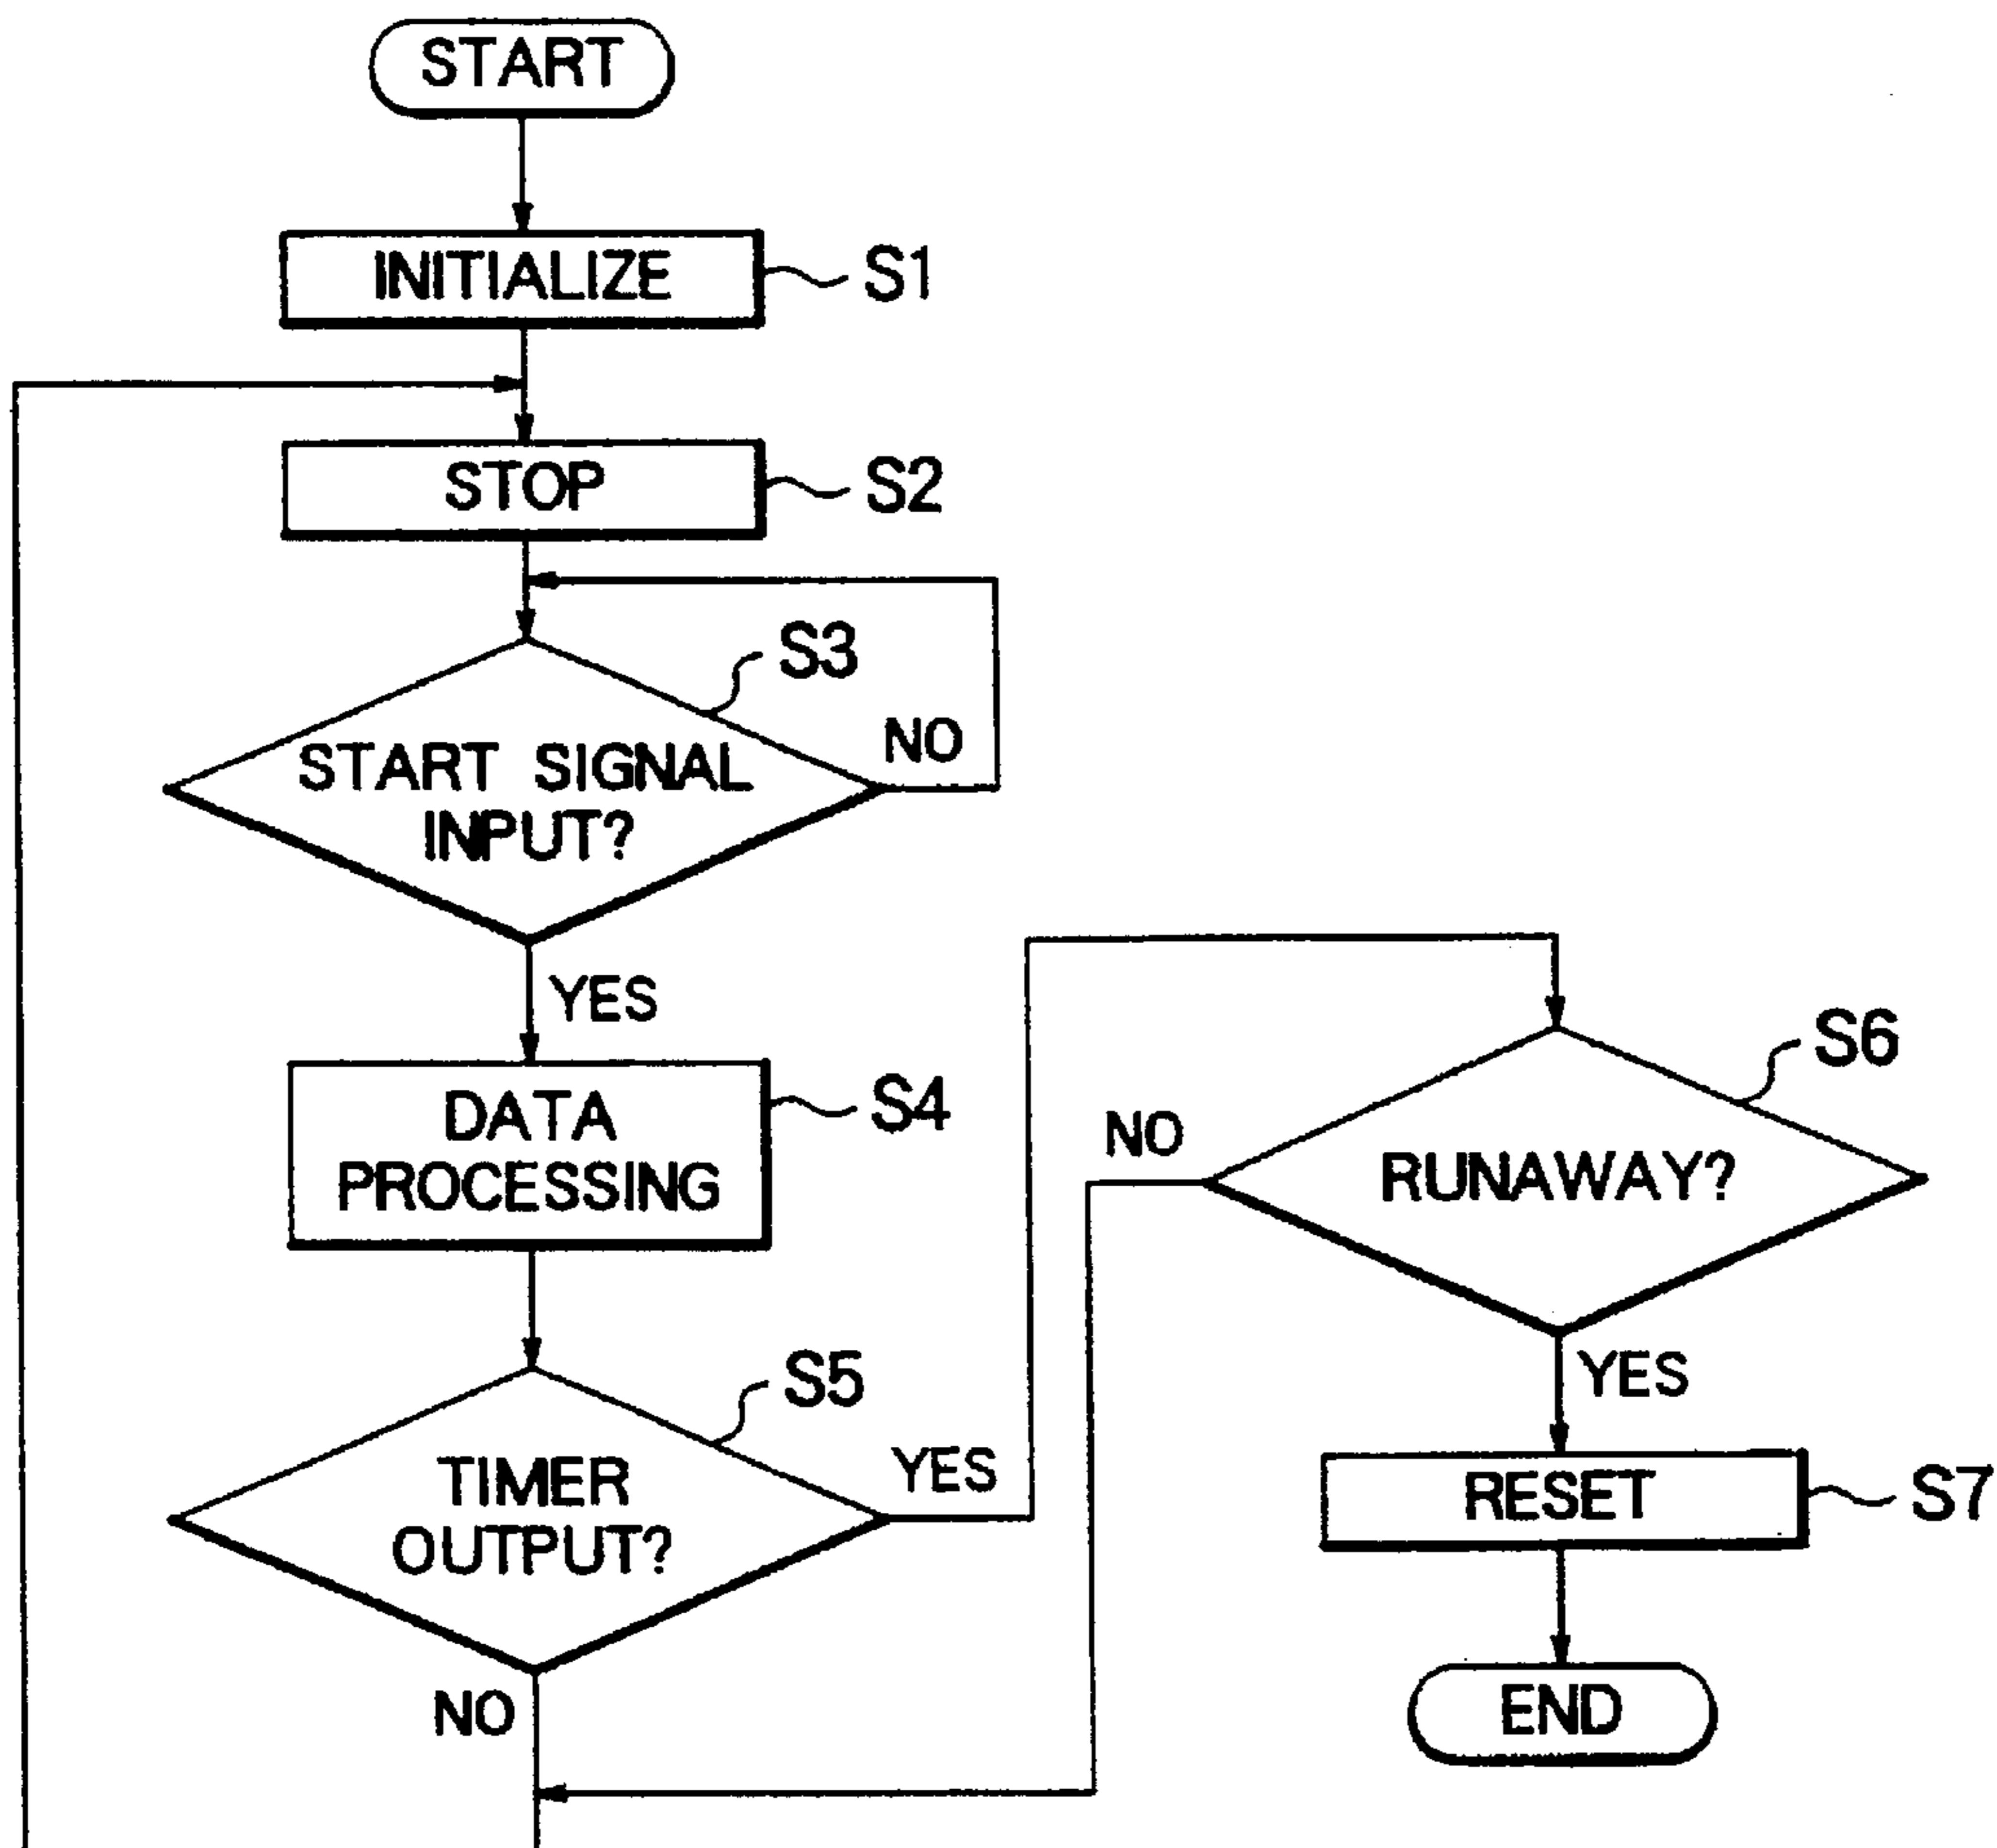 START
INITIALIZE
S1
STOP
S2
S3
START SIGNAL
INPUT?
NO
YES
DATA
PROCESSING
S4
S5
TIMER
OUTPUT?
YES
NO
S6
RUNAWAY?
NO
YES
RESET
S7
END